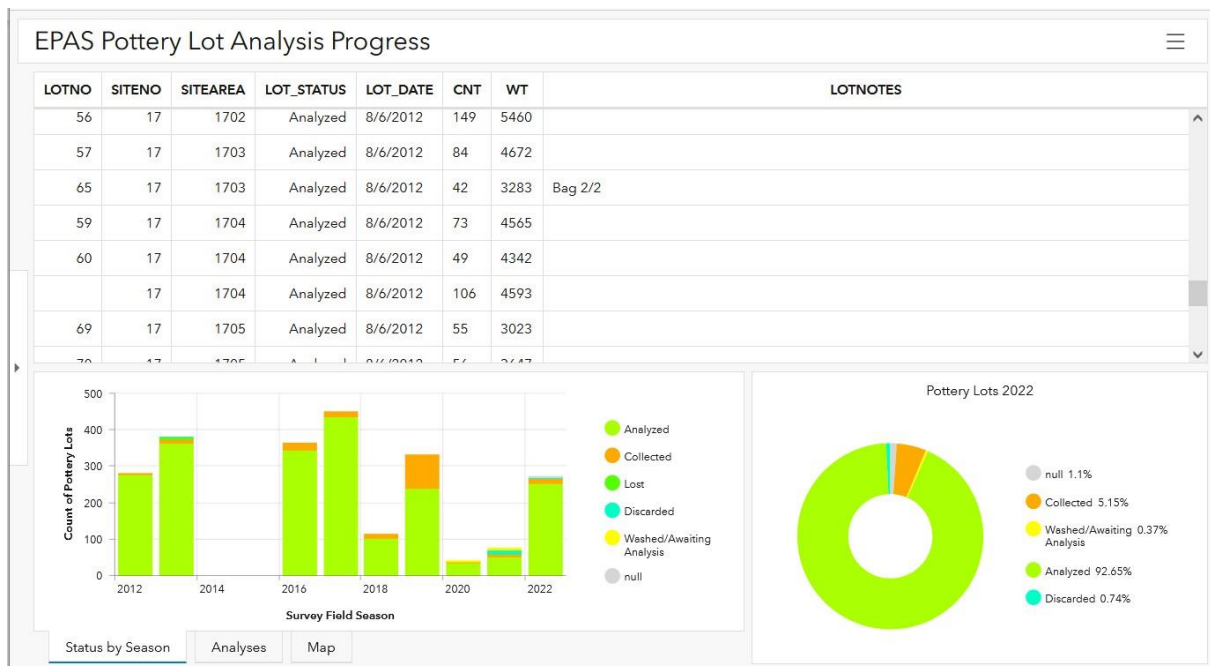 EPAS Pottery Lot Analysis Progress
LOTNO SITENO SITEAREA LOT_STATUS LOT_DATE CNT WT LOTNOTES
56 17 1702 Analyzed 8/6/2012 149 5460
57 17 1703 Analyzed 8/6/2012 84 4672
65 17 1703 Analyzed 8/6/2012 42 3283 Bag 2/2
59 17 1704 Analyzed 8/6/2012 73 4565
60 17 1704 Analyzed 8/6/2012 49 4342
17 1704 Analyzed 8/6/2012 106 4593
69 17 1705 Analyzed 8/6/2012 55 3023
500
400
300
200
100
0
Count of Pottery Lots
2012 2014 2016 2018 2020 2022
Survey Field Season
Analyzed
Collected
Lost
Discarded
Washed/Awaiting
Analysis
null
Pottery Lots 2022
null 1.1%
Collected 5.15%
Washed/Awaiting 0.37%
Analysis
Analyzed 92.65%
Discarded 0.74%
Status by Season Analyses Map